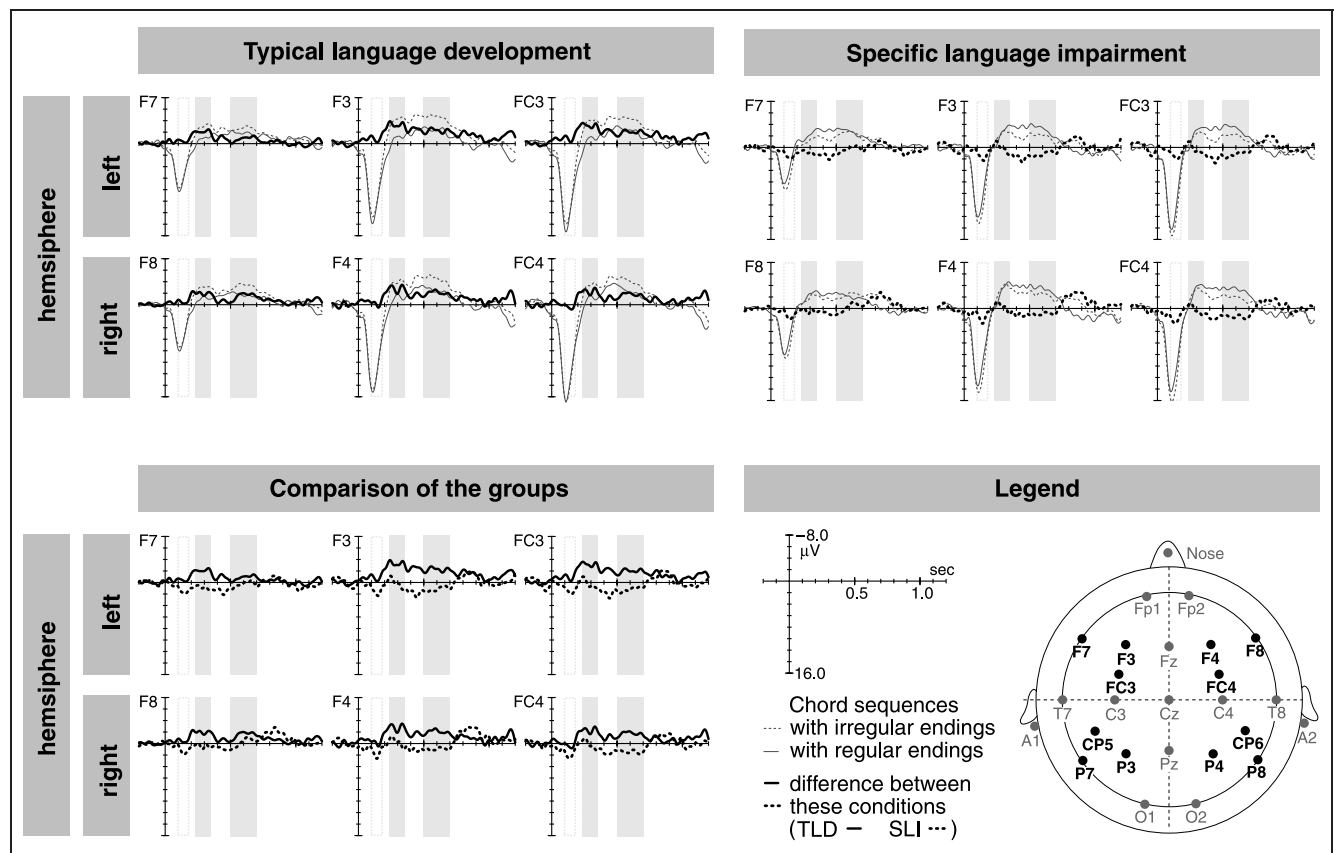 Typical language development
Specific language impairment
hemsiphere
left
F7
F3
FC3
F7
F3
FC3
right
F8
F4
FC4
F8
F4
FC4
Comparison of the groups
Legend
hemsiphere
left
F7
F3
FC3
right
F8
F4
FC4
−8.0
µV
sec
0.5
1.0
16.0
Chord sequences
with irregular endings
with regular endings
difference between
these conditions
(TLD SLI )
Nose
Fp1
Fp2
F7
F3
Fz
F4
F8
FC3
FC4
T7
C3
Cz
C4
T8
A1
A2
CP5
CP6
P7
P3
Pz
P4
P8
O1
O2